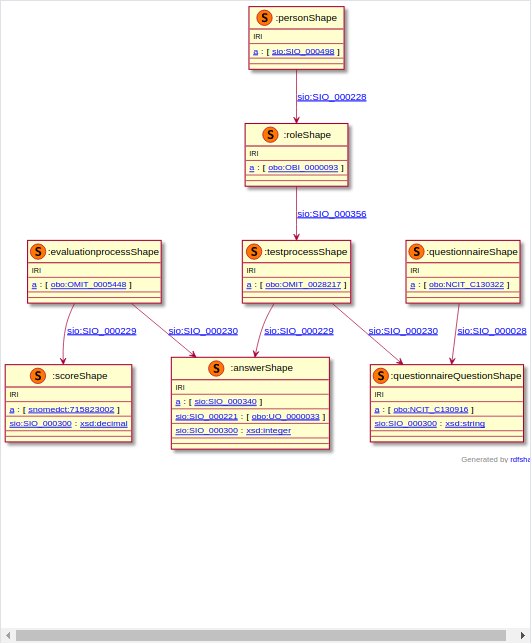 S :personShape
IRI
a : [ sio:SIO_000498 ]
sio:SIO_000228
S :roleShape
IRI
a : [ obo:OBI_0000093 ]
sio:SIO_000356
S :evaluationprocessShape
IRI
a : [ obo:OMIT_0005448 ]
S :testprocessShape
IRI
a : [ obo:OMIT_0028217 ]
S :questionnaireShape
IRI
a : [ obo:NCIT_C130322 ]
sio:SIO_000229
sio:SIO_000230
sio:SIO_000229
sio:SIO_000230
sio:SIO_000028
S :scoreShape
IRI
a : [ snomedct:715823002 ]
sio:SIO_000300 : xsd:decimal
S :answerShape
IRI
a : [ sio:SIO_000340 ]
sio:SIO_000221 : [ obo:UO_0000033 ]
sio:SIO_000300 : xsd:integer
S :questionnaireQuestionShape
IRI
a : [ obo:NCIT_C130916 ]
sio:SIO_000300 : xsd:string
Generated by rdfsha